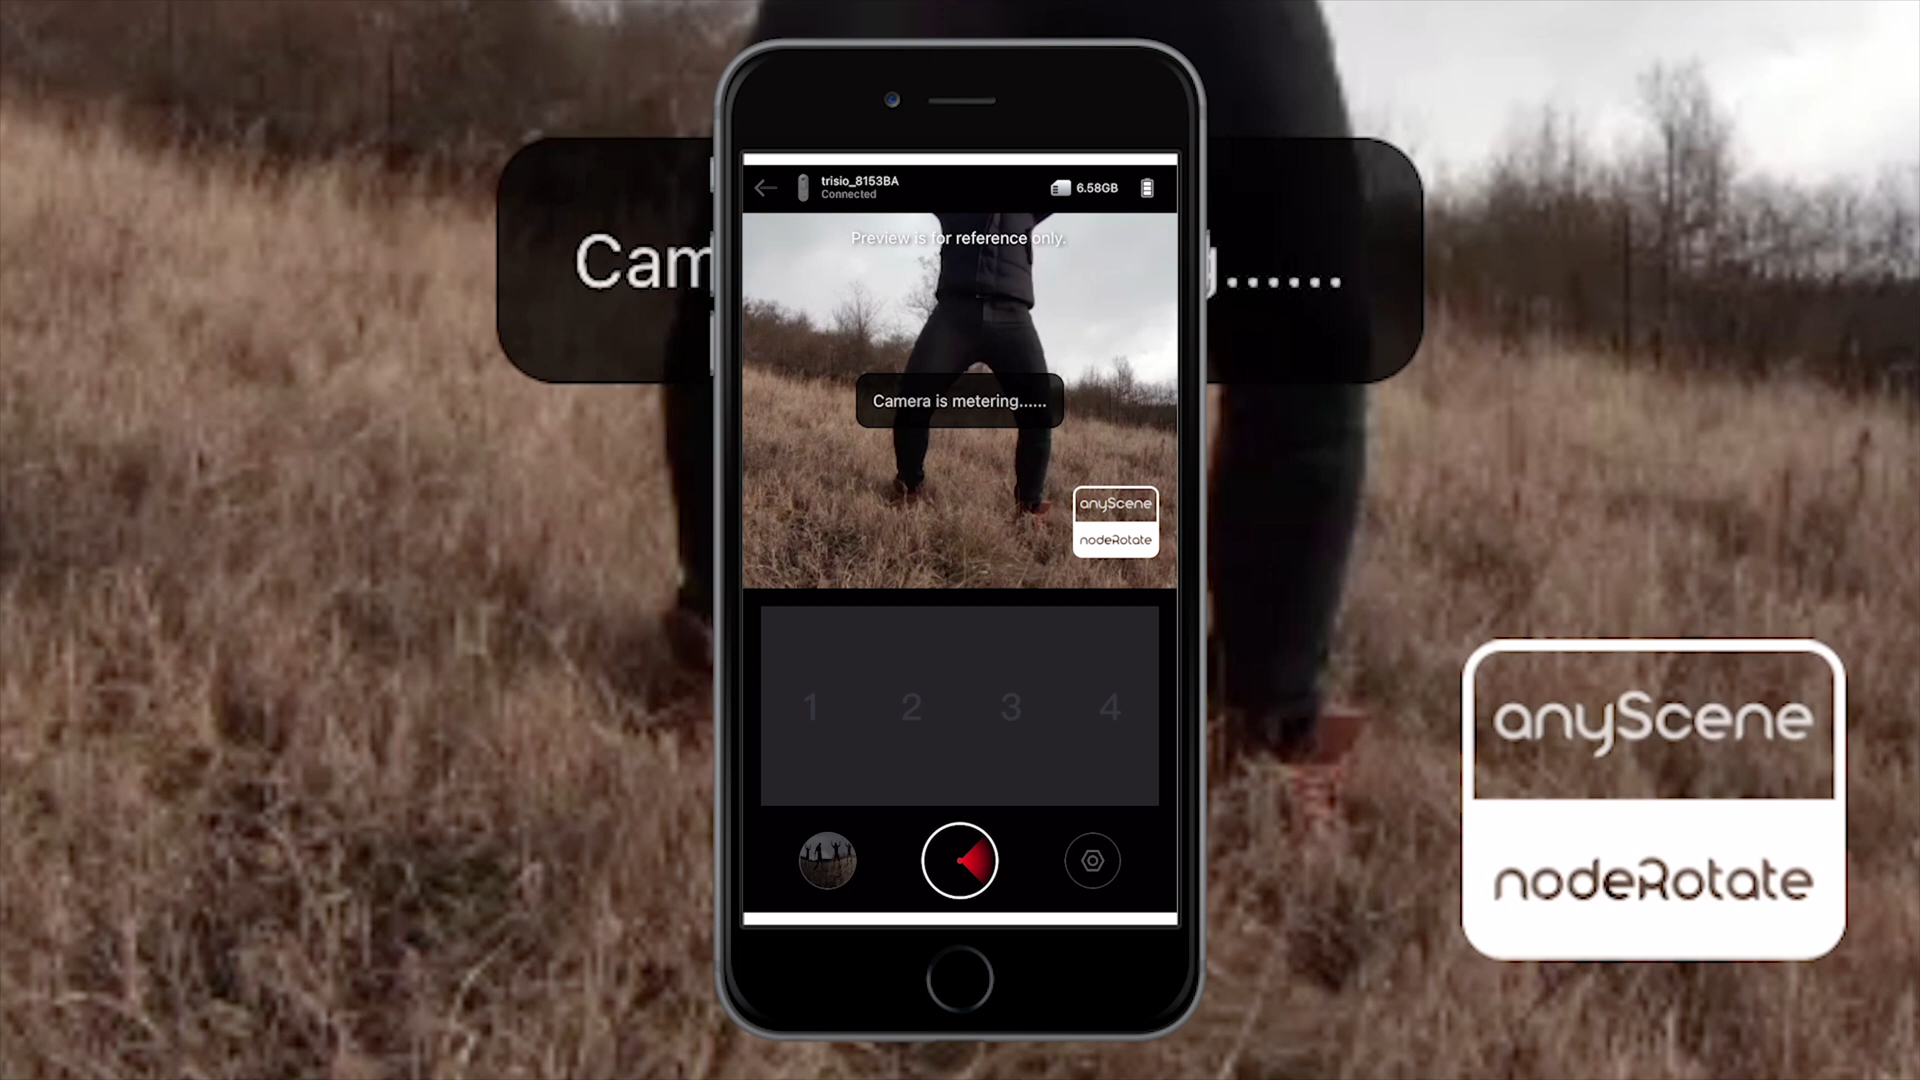 trisio_8153BA
Connected
6.58GB
Preview is for reference only.
Cam
g......
Camera is metering......
anyScene
nodeRotate
1 2 3 4
anyScene
nodeRotate